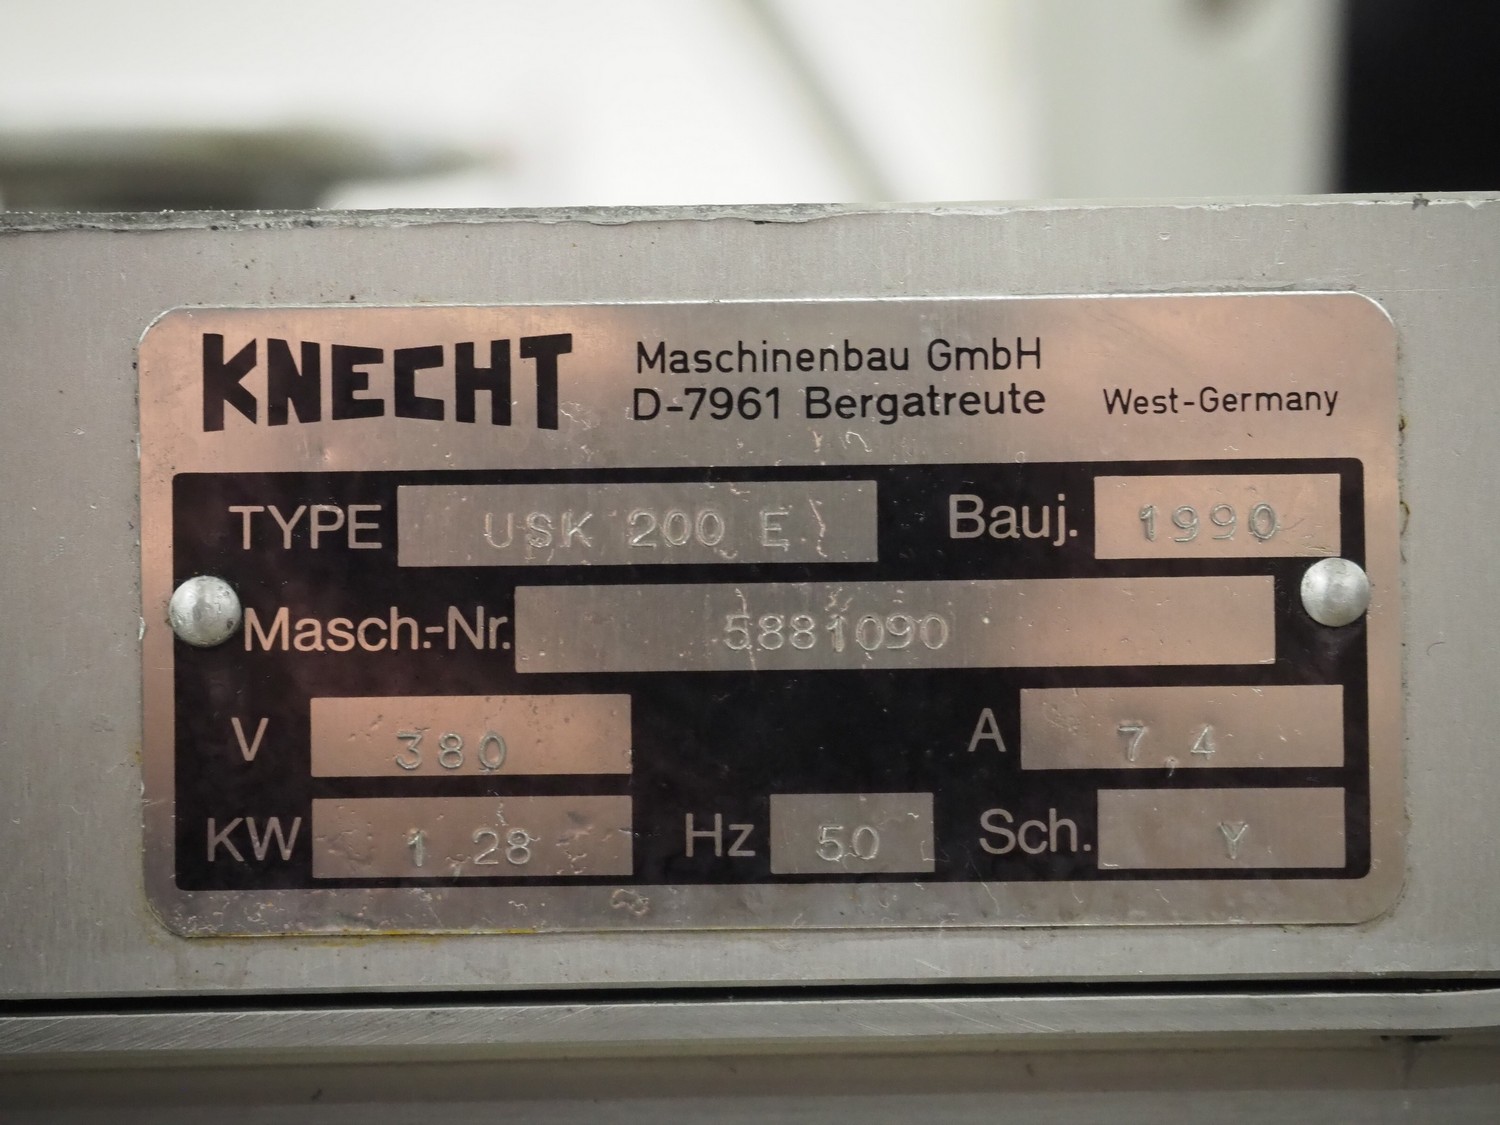 KNECHT Maschinenbau GmbH
D-7961 Bergatreute West-Germany
TYPE USK 200 E Bauj. 1990
Masch.-Nr. 5881090
V 380 A 7,4
KW 1,28 Hz 50 Sch. Y